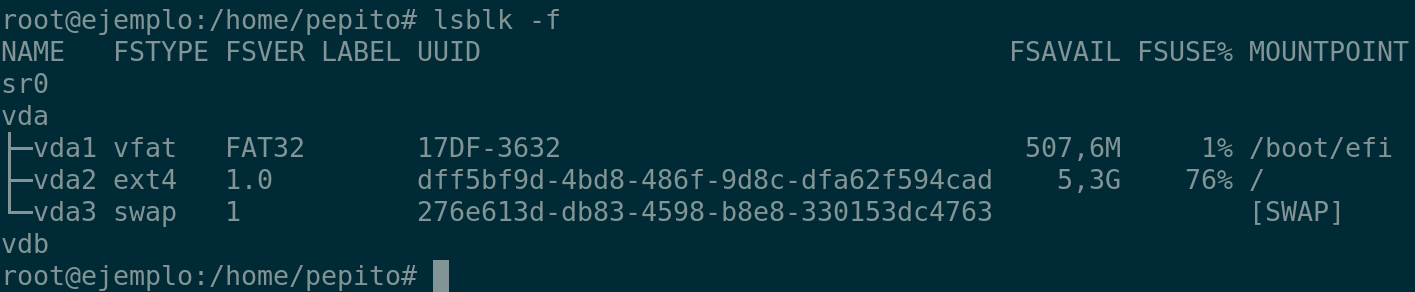 root@ejemplo:/home/pepito# lsblk -f
NAME   FSTYPE FSVER LABEL UUID                                 FSAVAIL FSUSE% MOUNTPOINT
sr0
vda
├─vda1 vfat   FAT32       17DF-3632                             507,6M     1% /boot/efi
├─vda2 ext4   1.0         dff5bf9d-4bd8-486f-9d8c-dfa62f594cad    5,3G    76% /
└─vda3 swap   1           276e613d-db83-4598-b8e8-330153dc4763                [SWAP]
vdb
root@ejemplo:/home/pepito#